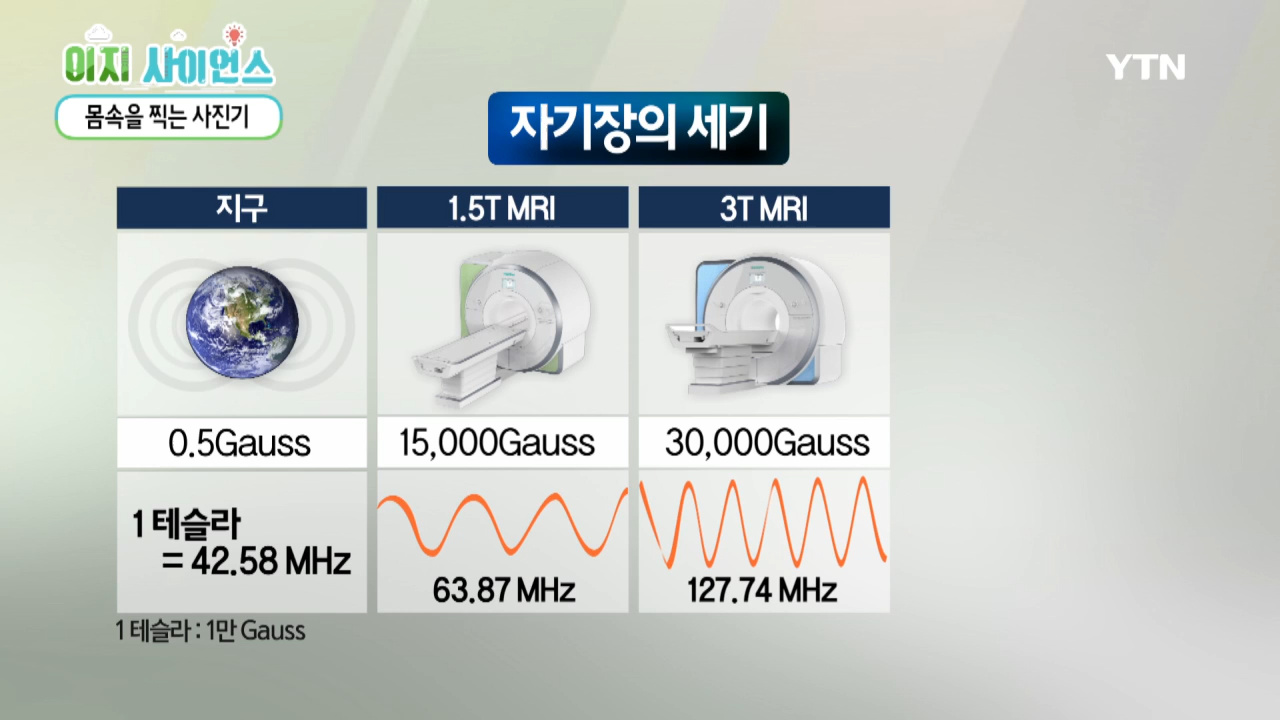 이지 사이언스
몸속을 찍는 사진기
YTN
자기장의 세기
지구
1.5T MRI
3T MRI
0.5Gauss
15,000Gauss
30,000Gauss
1 테슬라
= 42.58 MHz
63.87 MHz
127.74 MHz
1 테슬라 : 1만 Gauss